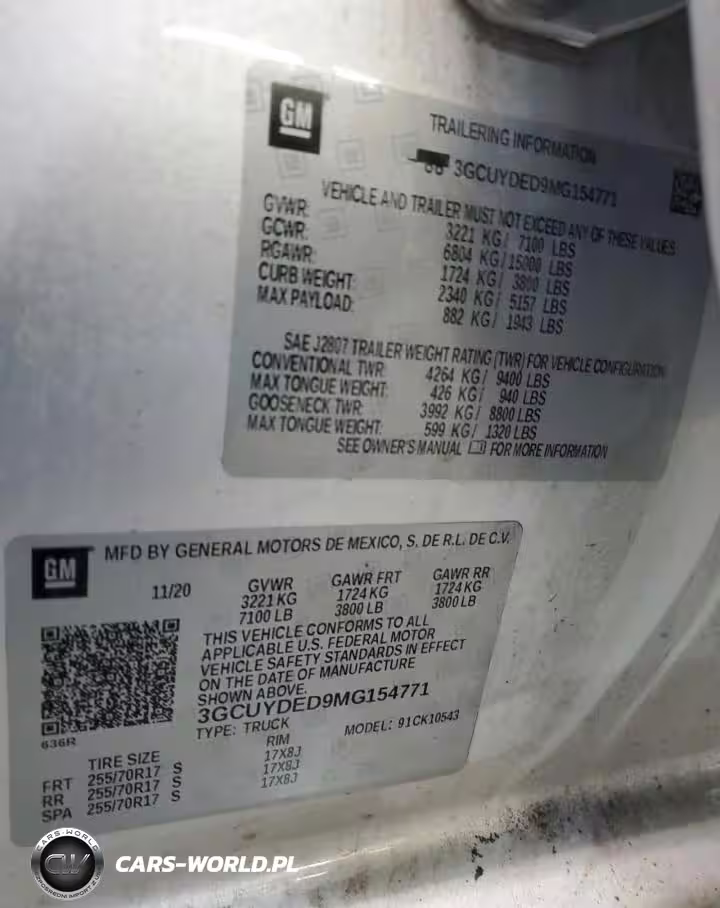 GM
TRAILERING INFORMATION
3GCUYDED9MG154771
VEHICLE AND TRAILER MUST NOT EXCEED ANY OF THESE VALUES
GVWR: 3221 KG/ 7100 LBS
GCWR: 6804 KG/ 15000 LBS
RGAWR: 1724 KG/ 3800 LBS
CURB WEIGHT: 2340 KG/ 5157 LBS
MAX PAYLOAD: 882 KG/ 1943 LBS
SAE J2807 TRAILER WEIGHT RATING (TWR) FOR VEHICLE CONFIGURATION
CONVENTIONAL TWR: 4264 KG/ 9400 LBS
MAX TONGUE WEIGHT: 426 KG/ 940 LBS
GOOSENECK TWR: 3992 KG/ 8800 LBS
MAX TONGUE WEIGHT: 599 KG/ 1320 LBS
SEE OWNER'S MANUAL FOR MORE INFORMATION
GM
MFD BY GENERAL MOTORS DE MEXICO, S. DE R.L. DE C.V.
11/20 GVWR GAWR FRT GAWR RR
3221 KG 1724 KG 1724 KG
7100 LB 3800 LB 3800 LB
THIS VEHICLE CONFORMS TO ALL
APPLICABLE U.S. FEDERAL MOTOR
VEHICLE SAFETY STANDARDS IN EFFECT
ON THE DATE OF MANUFACTURE
SHOWN ABOVE.
3GCUYDED9MG154771
TYPE: TRUCK MODEL: 91CK10543
636R
TIRE SIZE RIM
FRT 255/70R17 S 17X8J
RR 255/70R17 S 17X8J
SPA 255/70R17 S 17X8J
CARS-WORLD
CW
CARS-WORLD.PL